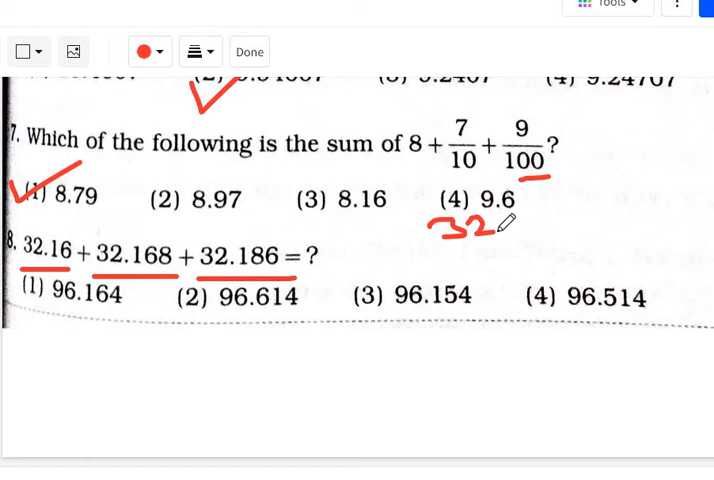 Tools
Done
7. Which of the following is the sum of 8 + 7/10 + 9/100 ?
(1) 8.79 (2) 8.97 (3) 8.16 (4) 9.6
32
8. 32.16 + 32.168 + 32.186 = ?
(1) 96.164 (2) 96.614 (3) 96.154 (4) 96.514